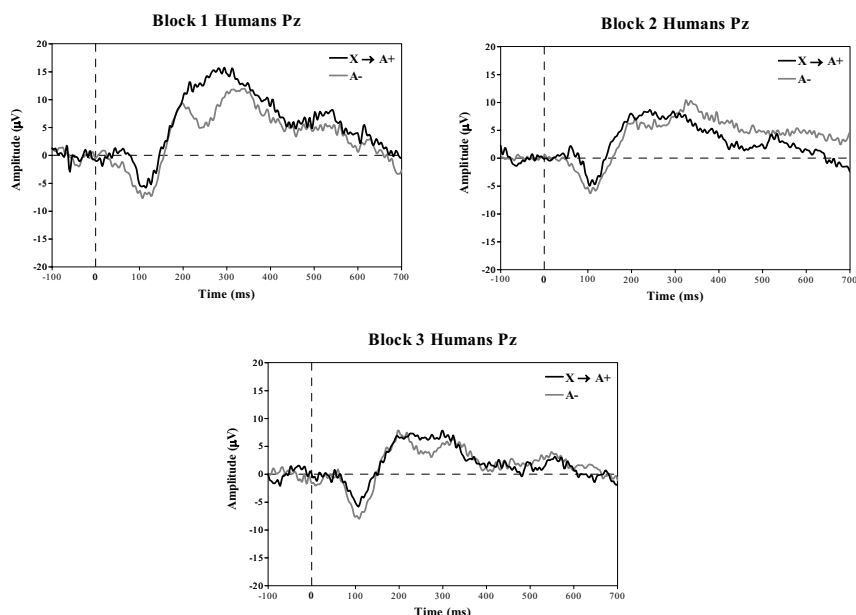 Block 1 Humans Pz
20
15
10
5
0
-5
-10
-15
-20
Amplitude (µV)
X → A+
A-
-100 0 100 200 300 400 500 600 700
Time (ms)
Block 2 Humans Pz
20
15
10
5
0
-5
-10
-15
-20
Amplitude (µV)
X → A+
A-
-100 0 100 200 300 400 500 600 700
Time (ms)
Block 3 Humans Pz
20
15
10
5
0
-5
-10
-15
-20
Amplitude (µV)
X → A+
A-
-100 0 100 200 300 400 500 600 700
Time (ms)